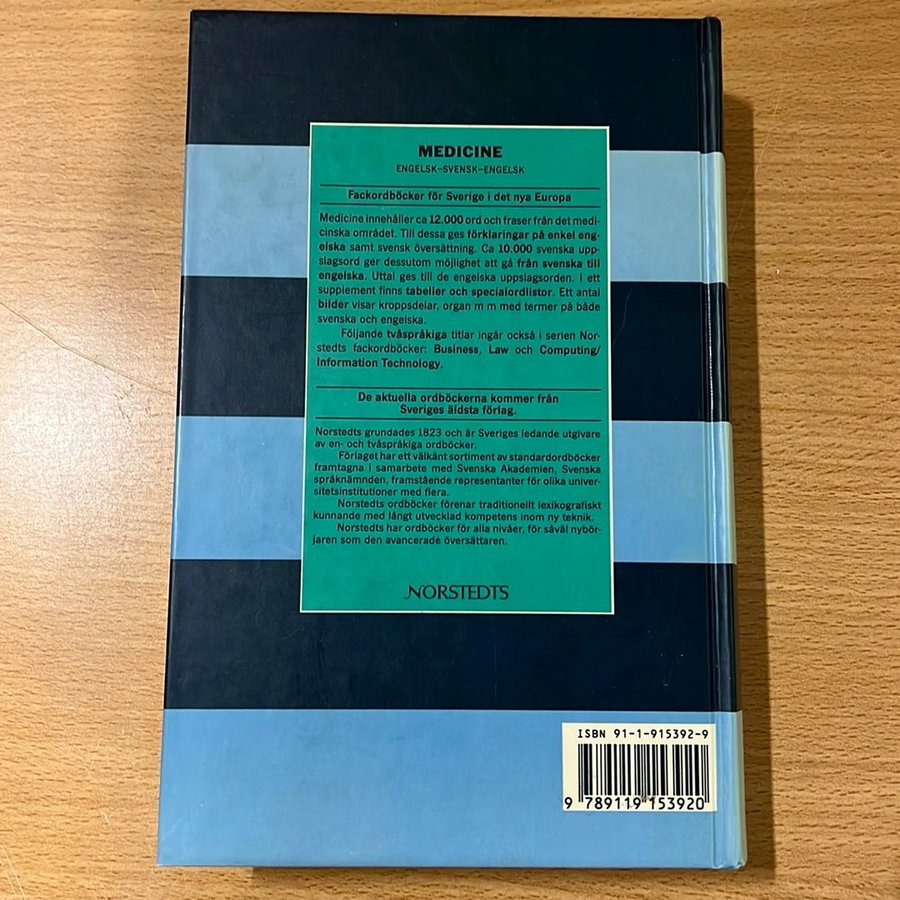 MEDICINE
ENGELSK–SVENSK–ENGELSK
Fackordböcker för Sverige i det nya Europa
Medicine innehåller ca 12.000 ord och fraser från det medi-
cinska området. Till dessa ges förklaringar på enkel eng-
elska samt svensk översättning. Ca 10.000 svenska upp-
slagsord ger dessutom möjlighet att gå från svenska till
engelska. Uttal ges till de engelska uppslagsorden. I ett
supplement finns tabeller och specialordlistor. Ett antal
bilder visar kroppsdelar, organ m m med termer på både
svenska och engelska.
Följande tvåspråkiga titlar ingår också i serien Nor-
stedts fackordböcker: Business, Law och Computing/
Information Technology.
De aktuella ordböckerna kommer från
Sveriges äldsta förlag.
Norstedts grundades 1823 och är Sveriges ledande utgivare
av en- och tvåspråkiga ordböcker.
Förlaget har ett välkänt sortiment av standardordböcker
framtagna i samarbete med Svenska Akademien, Svenska
språknämnden, framstående representanter för olika univer-
sitetsinstitutioner med flera.
Norstedts ordböcker förenar traditionellt lexikografiskt
kunnande med långt utvecklad kompetens inom ny teknik.
Norstedts har ordböcker för alla nivåer, för såväl nybör-
jaren som den avancerade översättaren.
NORSTEDTS
ISBN 91-1-915392-9
9 789119 153920